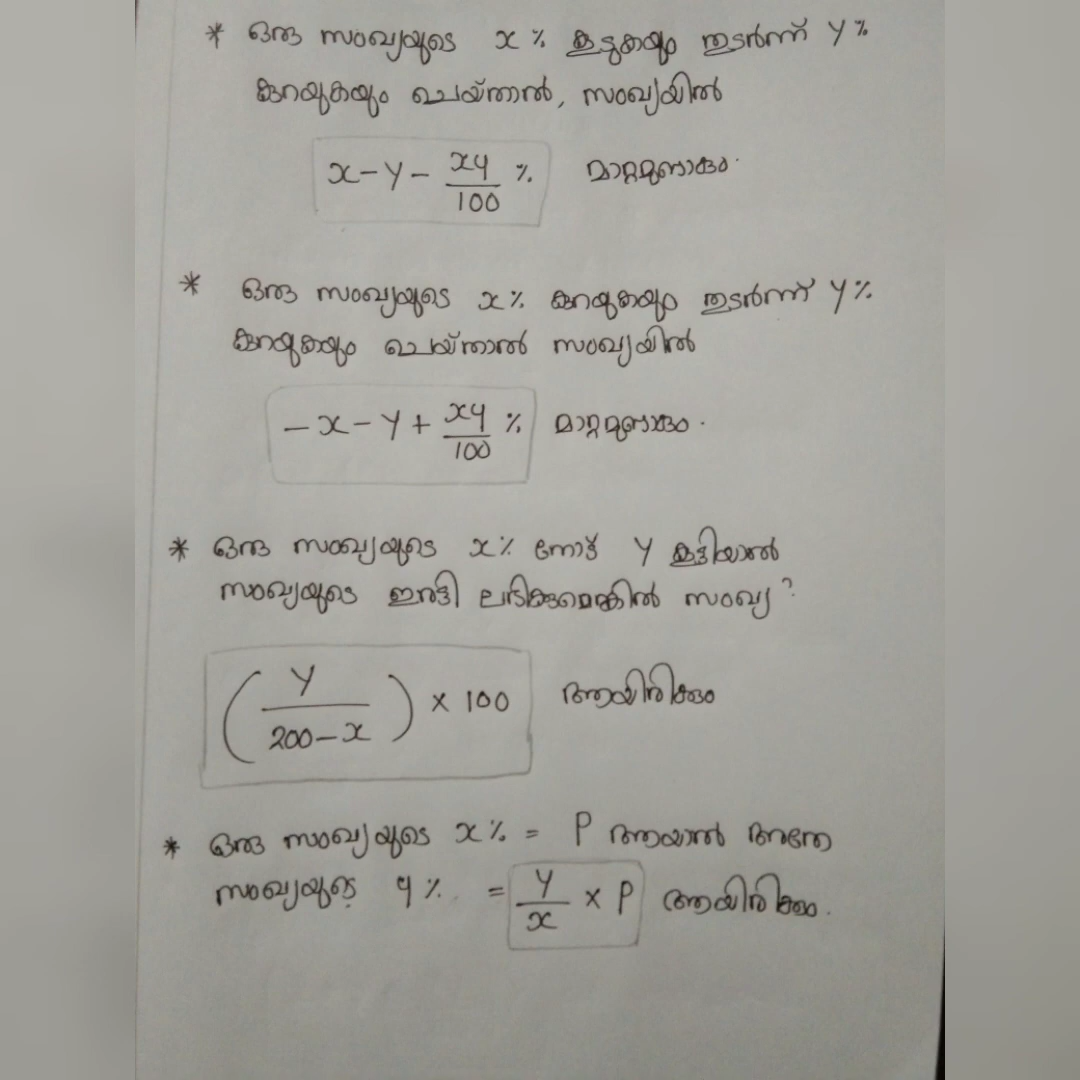 * ഒരു സംഖ്യയുടെ x % കൂടുകയും തുടർന്ന് y %
കുറയുകയും ചെയ്താൽ, സംഖ്യയിൽ
x - y - xy/100 % മാറ്റമുണ്ടാകും.
* ഒരു സംഖ്യയുടെ x % കുറയുകയും തുടർന്ന് y %
കുറയുകയും ചെയ്താൽ സംഖ്യയിൽ
- x - y + xy/100 % മാറ്റമുണ്ടാകും.
* ഒരു സംഖ്യയുടെ x % നോട് y കൂട്ടിയാൽ
സംഖ്യയുടെ ഇരട്ടി ലഭിക്കുമെങ്കിൽ സംഖ്യ ?
(y/(200 - x)) × 100 ആയിരിക്കും
* ഒരു സംഖ്യയുടെ x % = P ആയാൽ അതേ
സംഖ്യയുടെ y % = y/x × P ആയിരിക്കും.